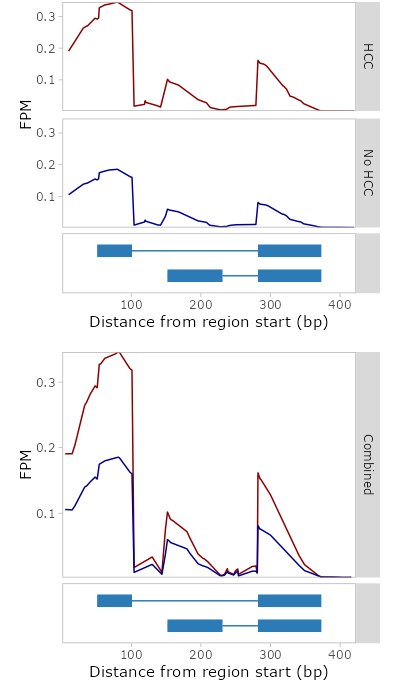 0.3
0.2
0.1
HCC
FPM
0.3
0.2
0.1
No HCC
100 200 300 400
Distance from region start (bp)
0.3
0.2
0.1
FPM
Combined
100 200 300 400
Distance from region start (bp)